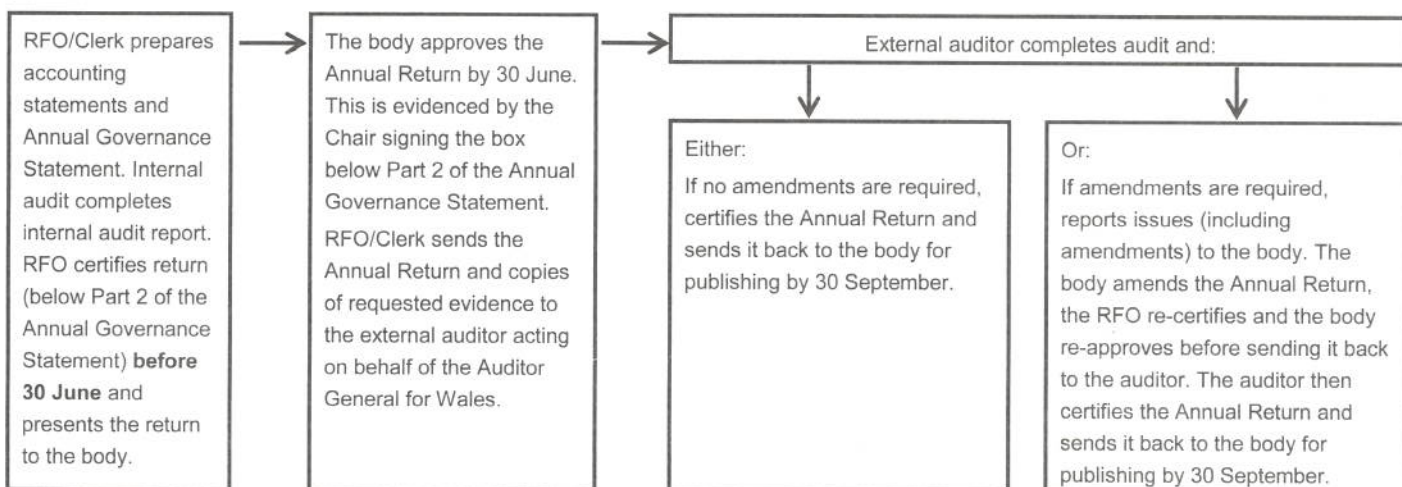 RFO/Clerk prepares
accounting
statements and
Annual Governance
Statement. Internal
audit completes
internal audit report.
RFO certifies return
(below Part 2 of the
Annual Governance
Statement) before
30 June and
presents the return
to the body.
The body approves the
Annual Return by 30 June.
This is evidenced by the
Chair signing the box
below Part 2 of the Annual
Governance Statement.
RFO/Clerk sends the
Annual Return and copies
of requested evidence to
the external auditor acting
on behalf of the Auditor
General for Wales.
External auditor completes audit and:
Either:
If no amendments are required,
certifies the Annual Return and
sends it back to the body for
publishing by 30 September.
Or:
If amendments are required,
reports issues (including
amendments) to the body. The
body amends the Annual Return,
the RFO re-certifies and the body
re-approves before sending it back
to the auditor. The auditor then
certifies the Annual Return and
sends it back to the body for
publishing by 30 September.